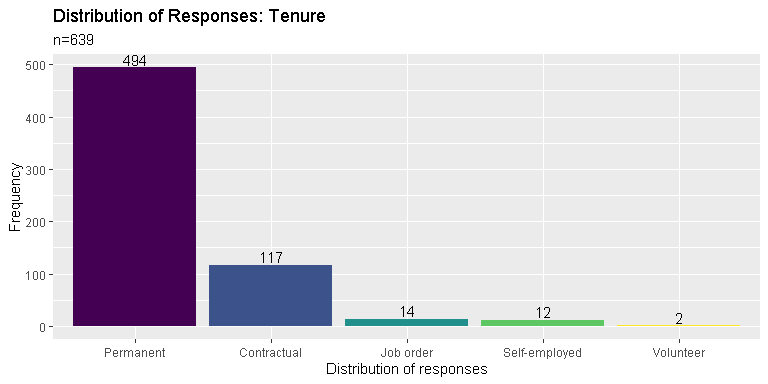 Distribution of Responses: Tenure
n=639
500
400
300
200
100
0
Frequency
494
117
14
12
2
Permanent
Contractual
Job order
Self-employed
Volunteer
Distribution of responses